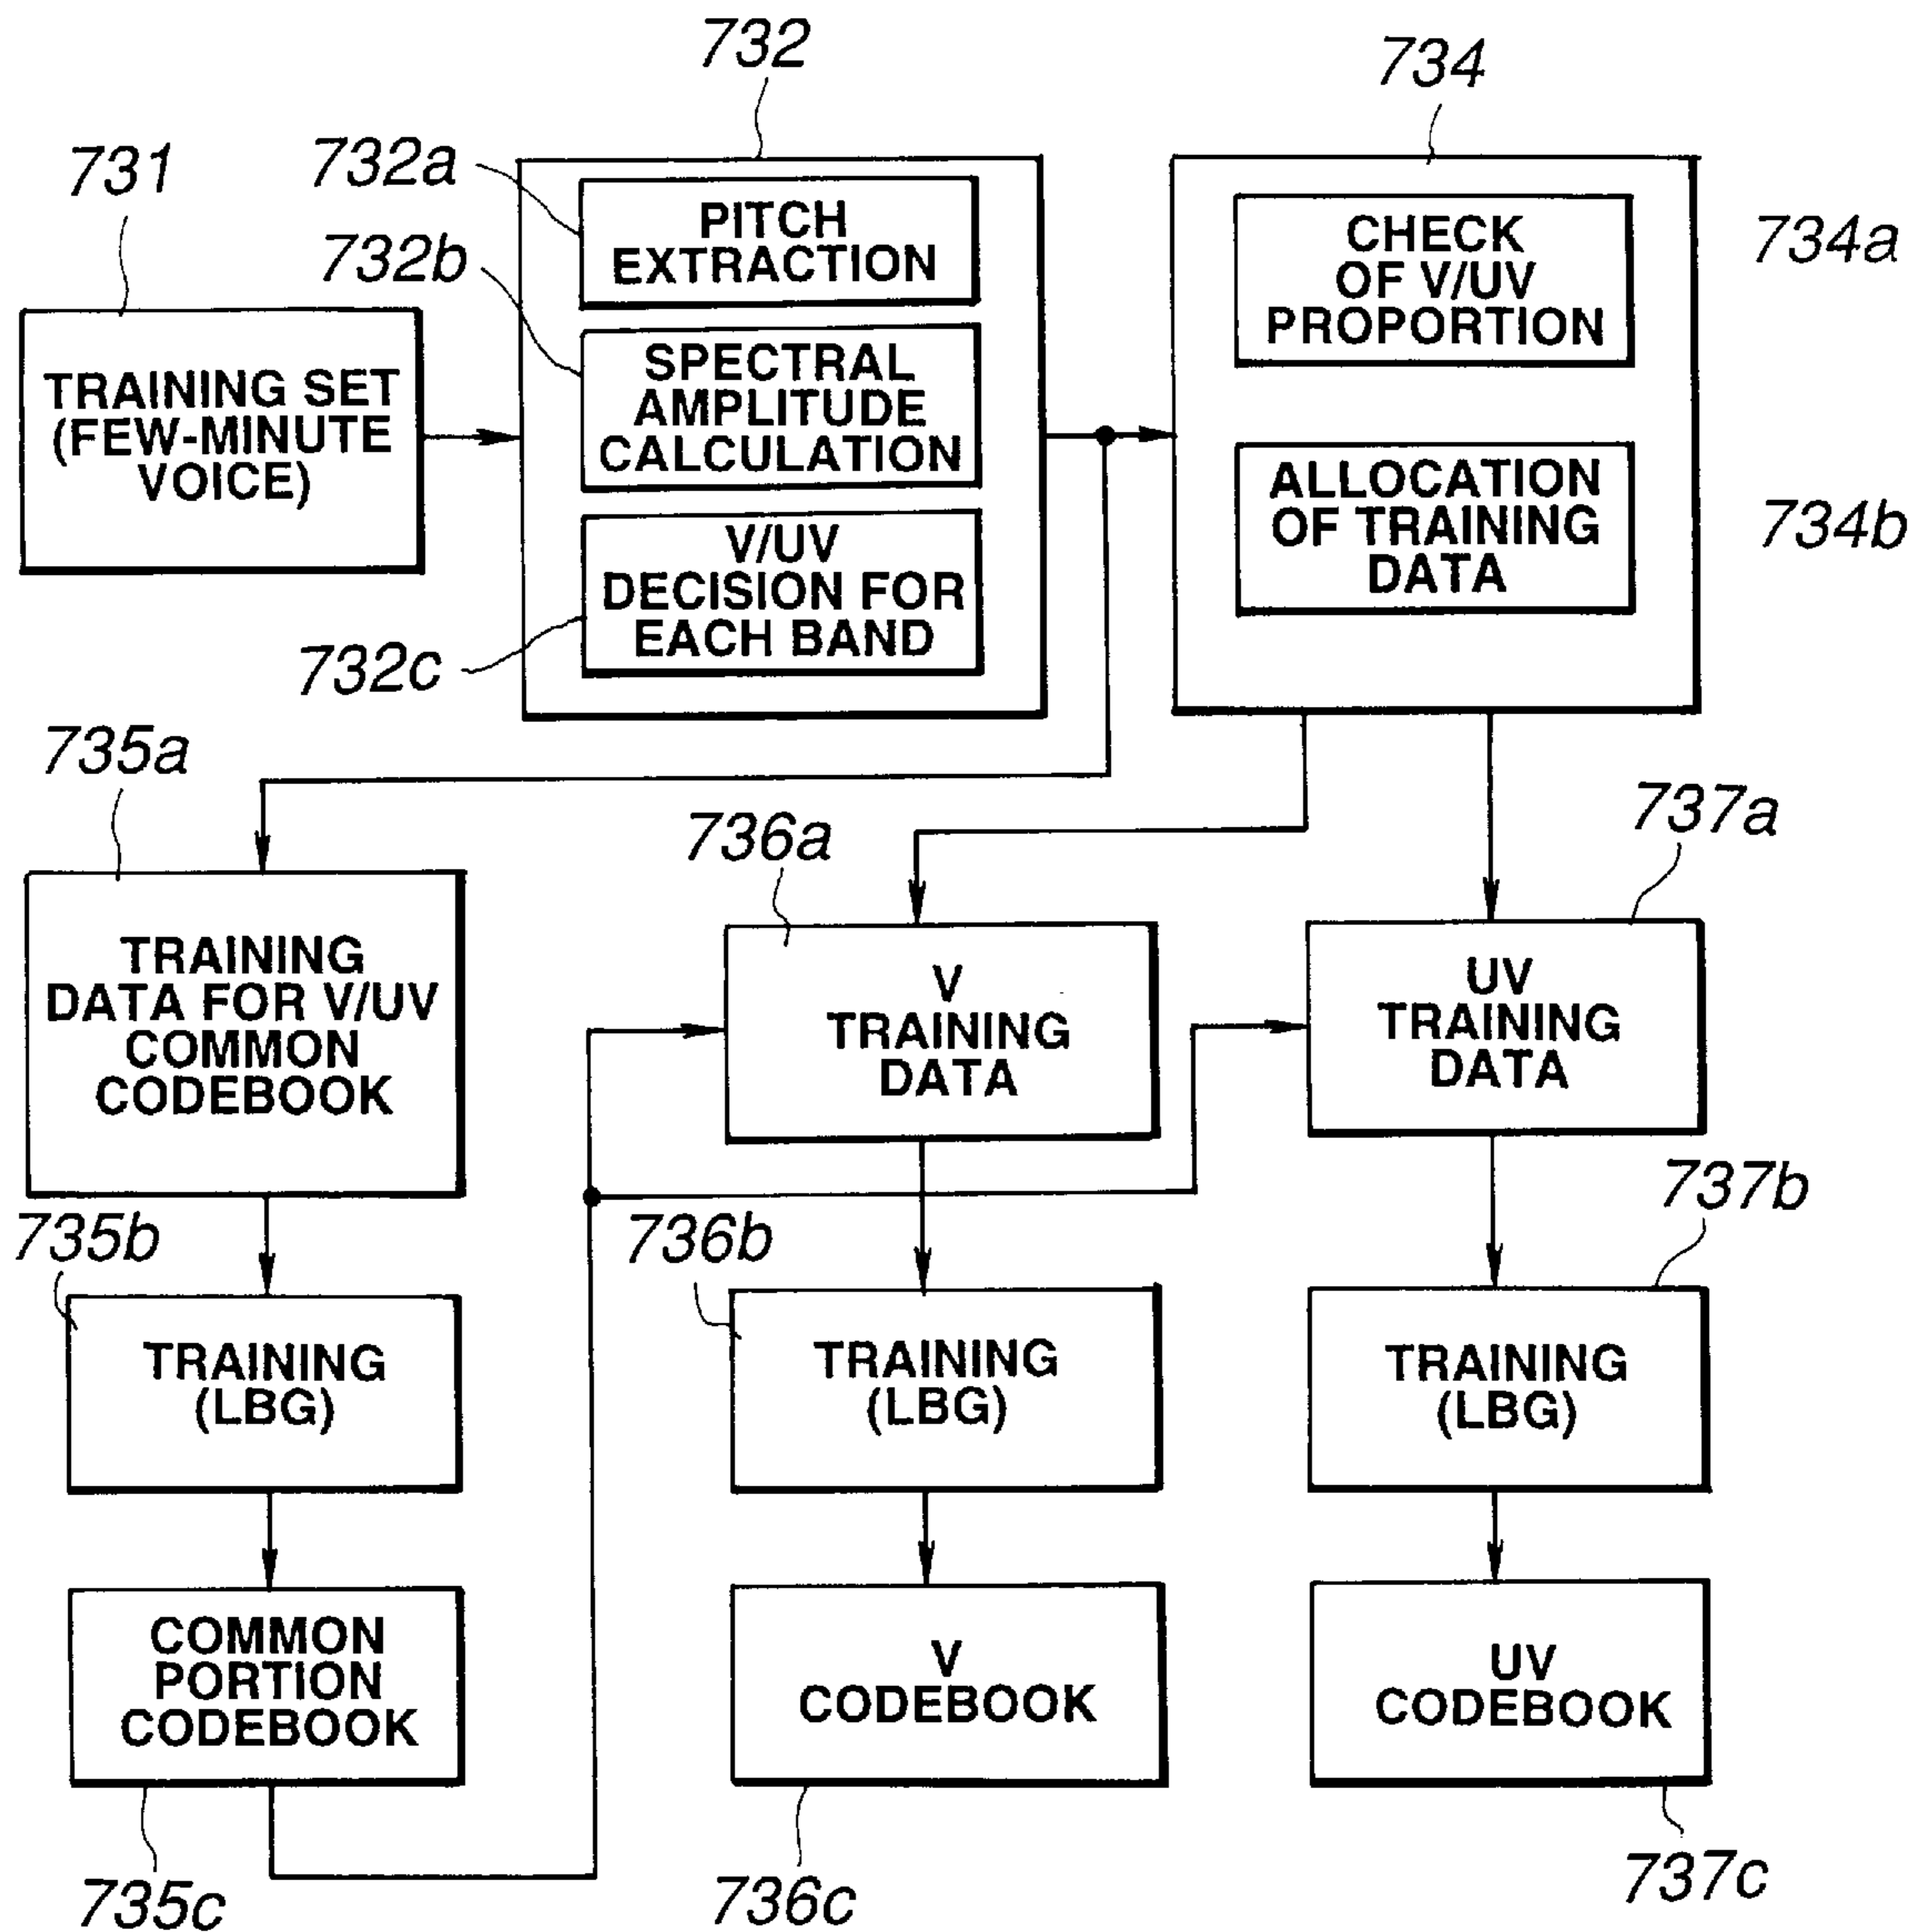 732
734
731
732a
PITCH
EXTRACTION
732b
CHECK
OF V/UV
PROPORTION
734a
TRAINING SET
(FEW-MINUTE
VOICE)
SPECTRAL
AMPLITUDE
CALCULATION
ALLOCATION
OF TRAINING
DATA
734b
V/UV
DECISION FOR
EACH BAND
732c
735a
736a
737a
TRAINING
DATA FOR V/UV
COMMON
CODEBOOK
V
TRAINING
DATA
UV
TRAINING
DATA
735b
736b
737b
TRAINING
(LBG)
TRAINING
(LBG)
TRAINING
(LBG)
COMMON
PORTION
CODEBOOK
V
CODEBOOK
UV
CODEBOOK
735c
736c
737c